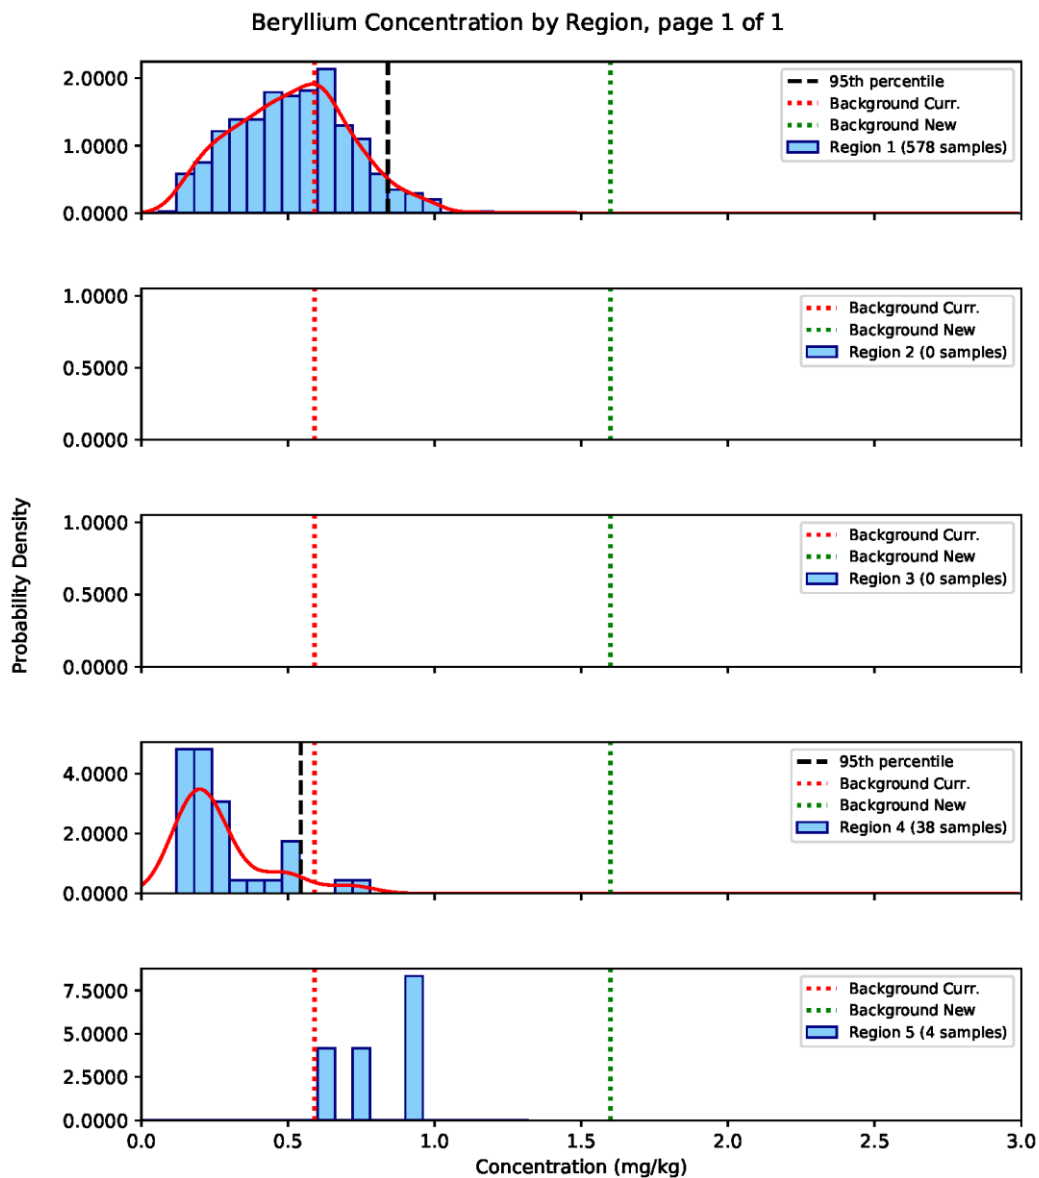 Beryllium Concentration by Region, page 1 of 1
Probability Density
2.0000
1.0000
0.0000
95th percentile
Background Curr.
Background New
Region 1 (578 samples)
1.0000
0.5000
0.0000
Background Curr.
Background New
Region 2 (0 samples)
1.0000
0.5000
0.0000
Background Curr.
Background New
Region 3 (0 samples)
4.0000
2.0000
0.0000
95th percentile
Background Curr.
Background New
Region 4 (38 samples)
7.5000
5.0000
2.5000
0.0000
Background Curr.
Background New
Region 5 (4 samples)
0.0 0.5 1.0 1.5 2.0 2.5 3.0
Concentration (mg/kg)